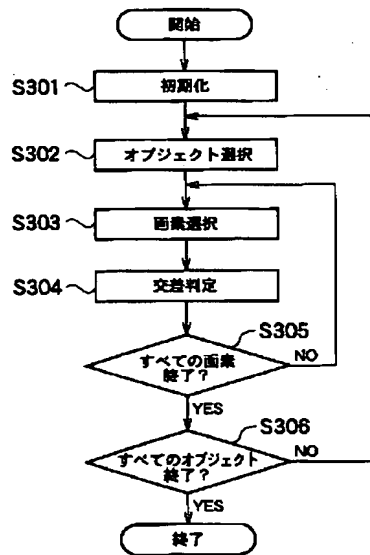 開始
S301
初期化
S302
オブジェクト選択
S303
画素選択
S304
交差判定
S305
すべての画素
終了?
NO
YES
S306
すべてのオブジェクト
終了?
NO
YES
終了